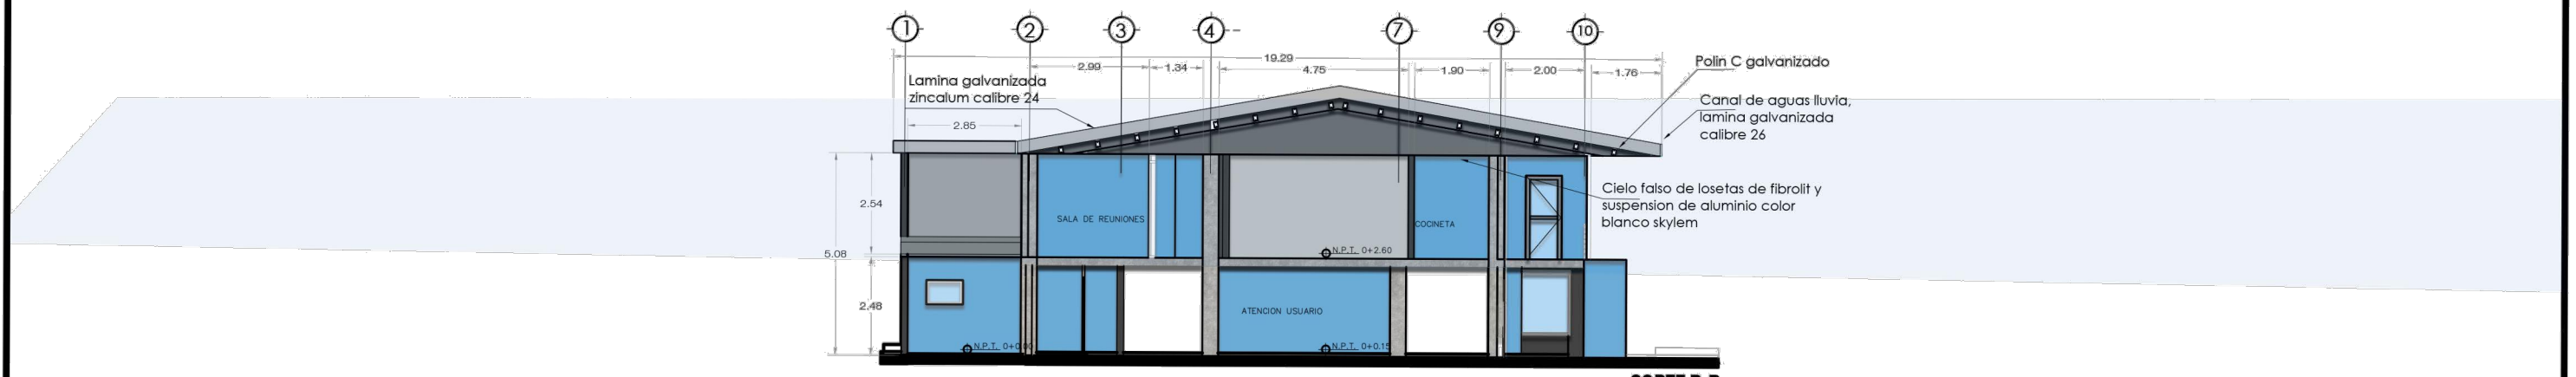 1
2
3
4
7
9
10
19.29
2.99
1.34
4.75
1.90
2.00
1.76
Polin C galvanizado
Lamina galvanizada
zincalum calibre 24
Canal de aguas lluvia,
lamina galvanizada
calibre 26
2.85
Cielo falso de losetas de fibrolit y
suspension de aluminio color
blanco skylem
2.54
SALA DE REUNIONES
COCINETA
N.P.T. 0+2.60
5.08
2.48
ATENCION USUARIO
N.P.T.
N.P.T. 0+0.15